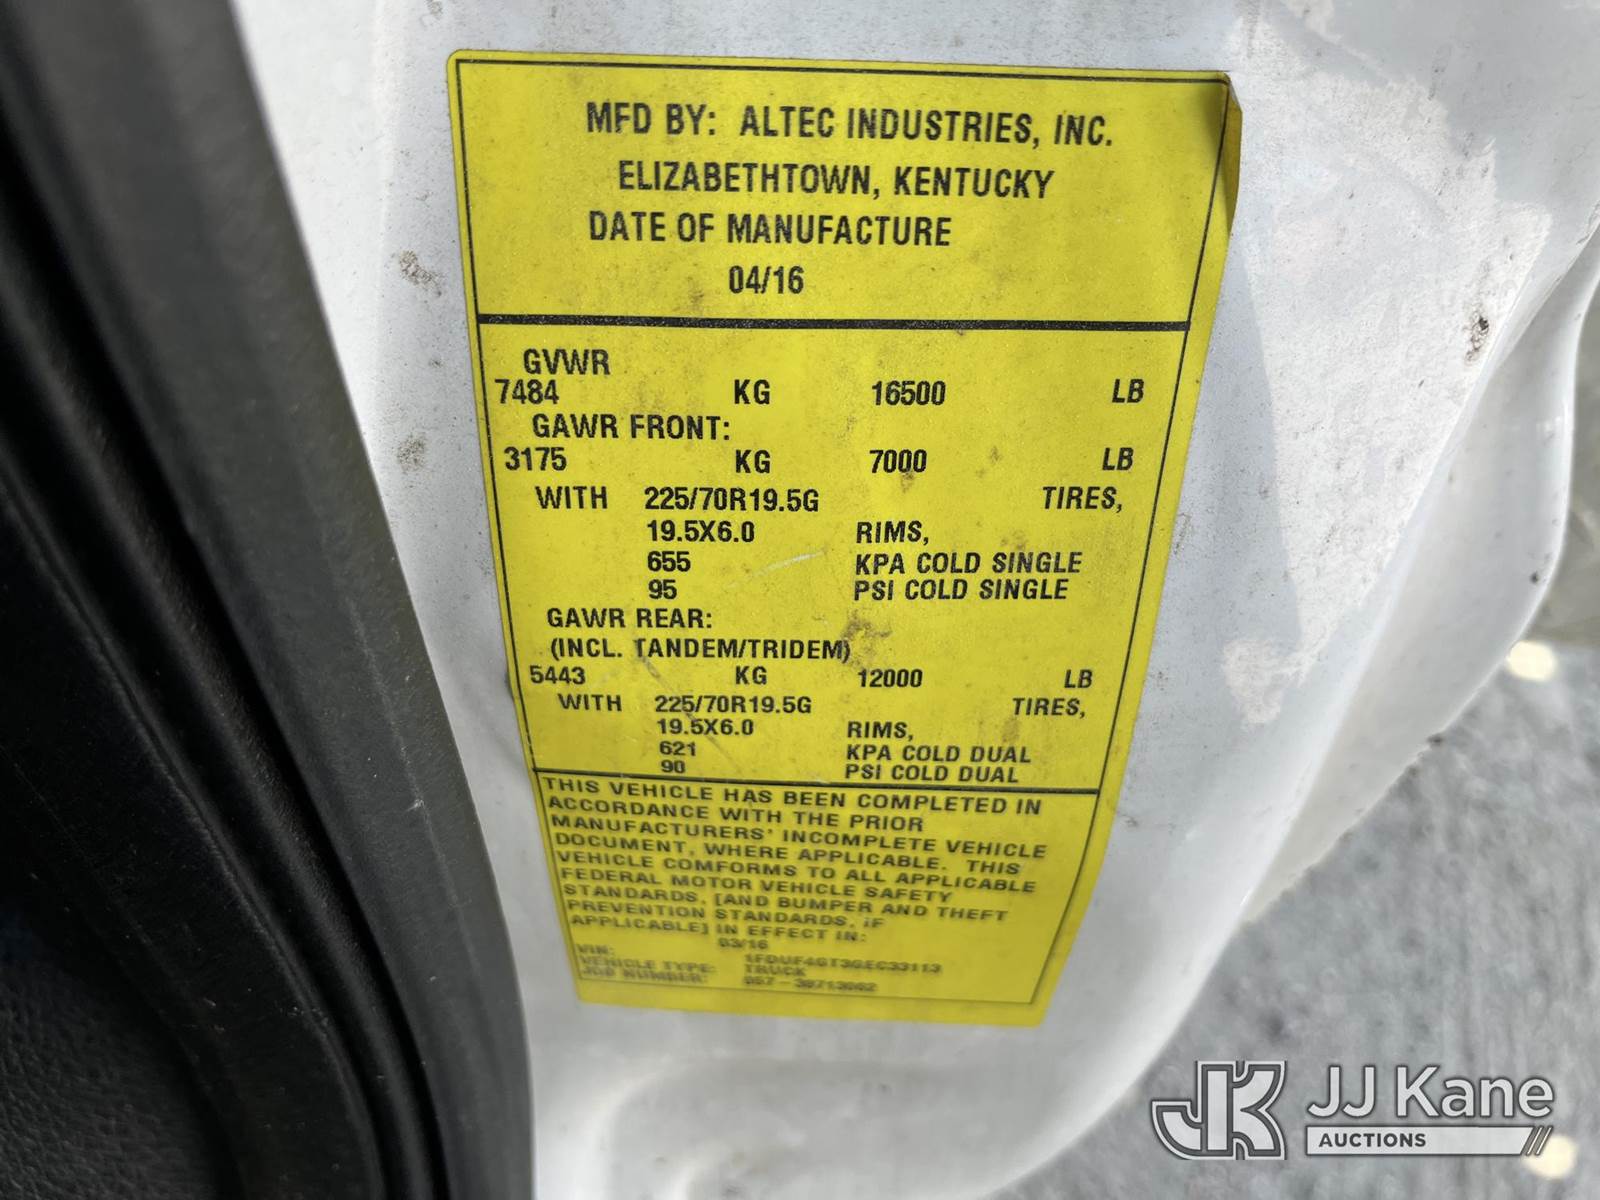 MFD BY: ALTEC INDUSTRIES, INC.
ELIZABETHTOWN, KENTUCKY
DATE OF MANUFACTURE
04/16
GVWR
7484 KG 16500 LB
GAWR FRONT:
3175 KG 7000 LB
WITH 225/70R19.5G TIRES,
19.5X6.0 RIMS,
655 KPA COLD SINGLE
95 PSI COLD SINGLE
GAWR REAR:
(INCL. TANDEM/TRIDEM)
5443 KG 12000 LB
WITH 225/70R19.5G TIRES,
19.5X6.0 RIMS,
621 KPA COLD DUAL
90 PSI COLD DUAL
THIS VEHICLE HAS BEEN COMPLETED IN
ACCORDANCE WITH THE PRIOR
MANUFACTURERS' INCOMPLETE VEHICLE
DOCUMENT, WHERE APPLICABLE. THIS
VEHICLE COMFORMS TO ALL APPLICABLE
FEDERAL MOTOR VEHICLE SAFETY
STANDARDS, [AND BUMPER AND THEFT
PREVENTION STANDARDS, IF
APPLICABLE] IN EFFECT IN:
03/16
VIN: 1FDUF4GT3GEC33113
VEHICLE TYPE: TRUCK
JOB NUMBER:
JK JJ Kane
AUCTIONS